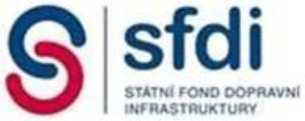 sfdi
STÁTNÍ FOND DOPRAVNÍ
INFRASTRUKTURY